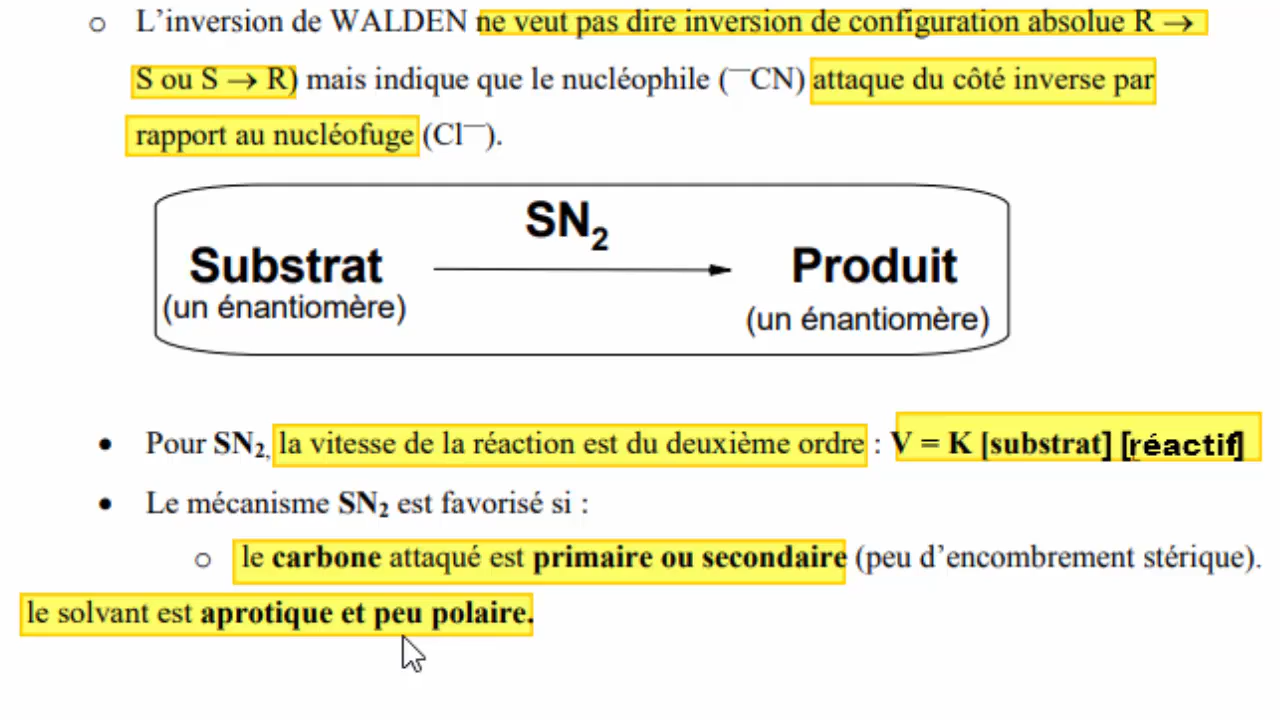 o L'inversion de WALDEN ne veut pas dire inversion de configuration absolue R →
S ou S → R) mais indique que le nucléophile (⁻CN) attaque du côté inverse par
rapport au nucléofuge (Cl⁻).
SN₂
Substrat Produit
(un énantiomère) (un énantiomère)
• Pour SN₂, la vitesse de la réaction est du deuxième ordre : V = K [substrat] [réactif]
• Le mécanisme SN₂ est favorisé si :
o le carbone attaqué est primaire ou secondaire (peu d'encombrement stérique).
le solvant est aprotique et peu polaire.